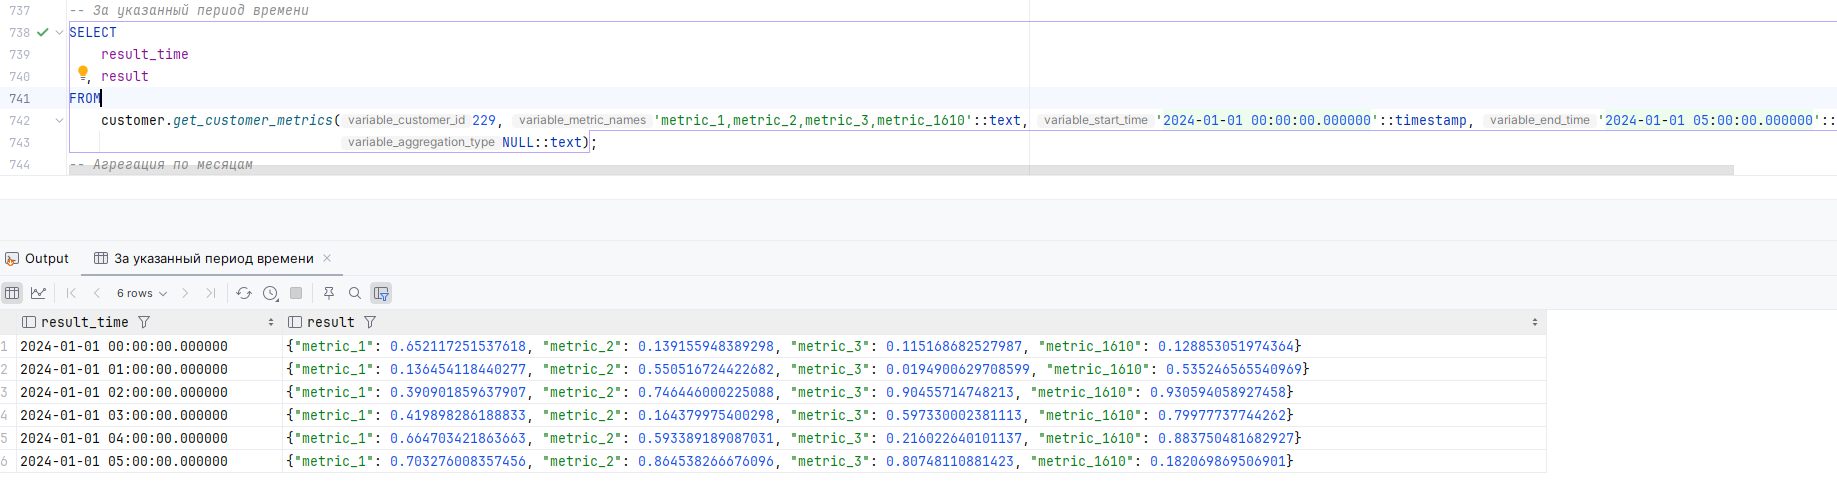 737 -- За указанный период времени
738 SELECT
739 result_time
740 , result
741 FROM
742 customer.get_customer_metrics( variable_customer_id 229, variable_metric_names 'metric_1,metric_2,metric_3,metric_1610'::text, variable_start_time '2024-01-01 00:00:00.000000'::timestamp, variable_end_time '2024-01-01 05:00:00.000000'::
743 variable_aggregation_type NULL::text);
744 -- Агрегация по месяцам
Output За указанный период времени
6 rows
result_time result
1 2024-01-01 00:00:00.000000 {"metric_1": 0.652117251537618, "metric_2": 0.139155948389298, "metric_3": 0.115168682527987, "metric_1610": 0.128853051974364}
2 2024-01-01 01:00:00.000000 {"metric_1": 0.136454118440277, "metric_2": 0.550516724422682, "metric_3": 0.0194900629708599, "metric_1610": 0.535246565540969}
3 2024-01-01 02:00:00.000000 {"metric_1": 0.390901859637907, "metric_2": 0.746446000225088, "metric_3": 0.90455714748213, "metric_1610": 0.930594058927458}
4 2024-01-01 03:00:00.000000 {"metric_1": 0.419898286188833, "metric_2": 0.164379975400298, "metric_3": 0.597330002381113, "metric_1610": 0.79977737744262}
5 2024-01-01 04:00:00.000000 {"metric_1": 0.664703421863663, "metric_2": 0.593389189087031, "metric_3": 0.216022640101137, "metric_1610": 0.883750481682927}
6 2024-01-01 05:00:00.000000 {"metric_1": 0.703276008357456, "metric_2": 0.864538266676096, "metric_3": 0.80748110881423, "metric_1610": 0.182069869506901}